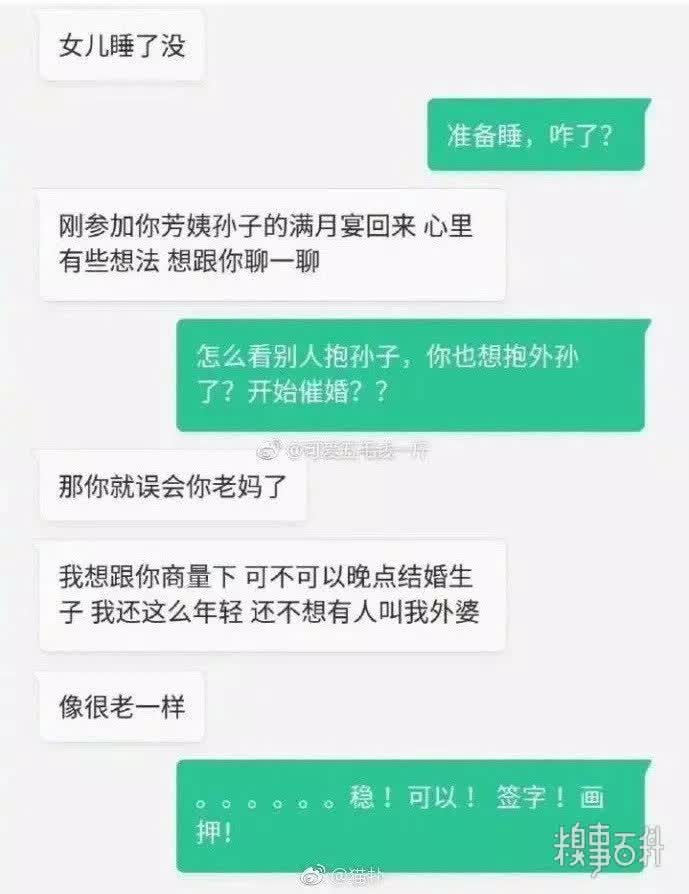 女儿睡了没
准备睡，咋了？
刚参加你芳姨孙子的满月宴回来 心里
有些想法 想跟你聊一聊
怎么看别人抱孙子，你也想抱外孙
了？开始催婚？？
@可爱五毛钱一斤
那你就误会你老妈了
我想跟你商量下 可不可以晚点结婚生
子 我还这么年轻 还不想有人叫我外婆
像很老一样
。。。。。。稳！可以！ 签字！画
押！
糗事百科
@猫扑